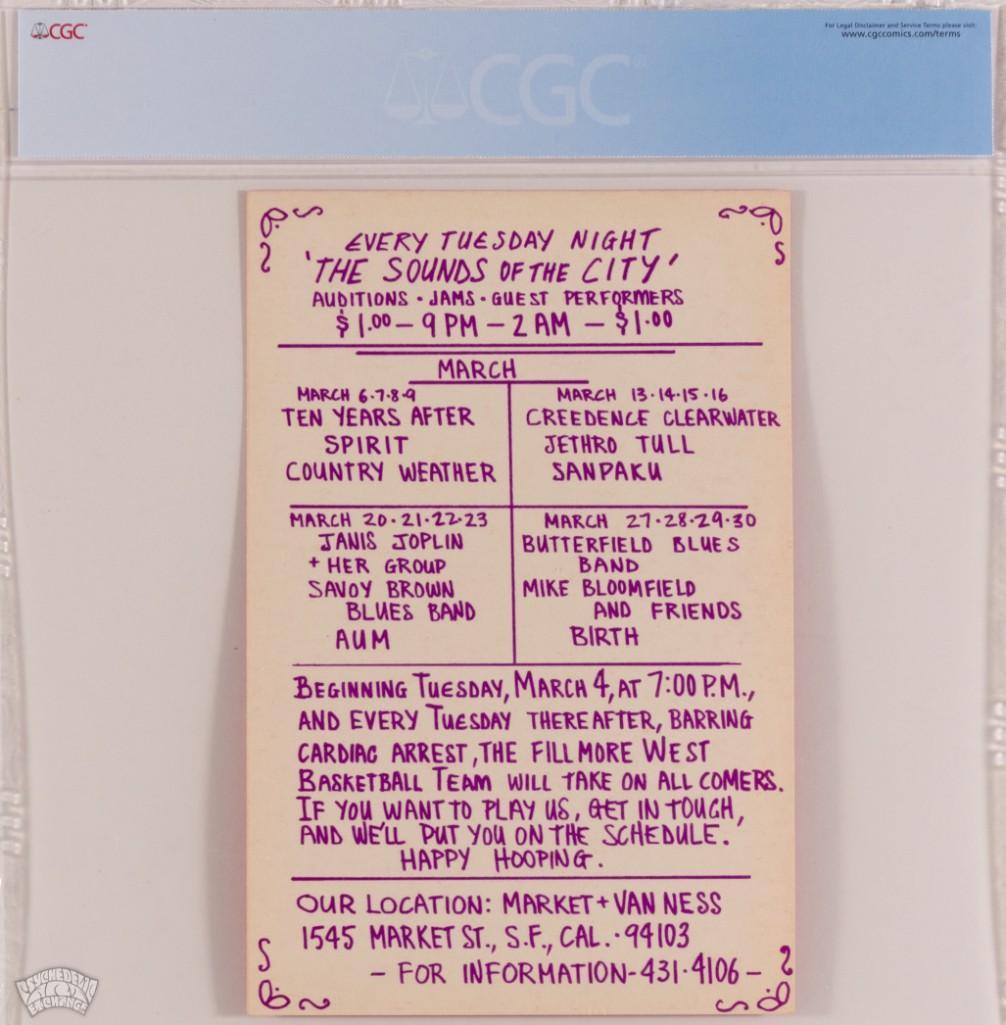 CGC
For Legal Disclaimer and Service Terms please visit:
www.cgccomics.com/terms
CGC
EVERY TUESDAY NIGHT
'THE SOUNDS OF THE CITY'
AUDITIONS · JAMS · GUEST PERFORMERS
$1.00 — 9 PM — 2 AM — $1.00
MARCH
MARCH 6·7·8·9
TEN YEARS AFTER
SPIRIT
COUNTRY WEATHER
MARCH 13·14·15·16
CREEDENCE CLEARWATER
JETHRO TULL
SANPAKU
MARCH 20·21·22·23
JANIS JOPLIN
+ HER GROUP
SAVOY BROWN
BLUES BAND
AUM
MARCH 27·28·29·30
BUTTERFIELD BLUES
BAND
MIKE BLOOMFIELD
AND FRIENDS
BIRTH
BEGINNING TUESDAY, MARCH 4, AT 7:00 P.M.,
AND EVERY TUESDAY THEREAFTER, BARRING
CARDIAC ARREST, THE FILLMORE WEST
BASKETBALL TEAM WILL TAKE ON ALL COMERS.
IF YOU WANT TO PLAY US, GET IN TOUCH,
AND WE'LL PUT YOU ON THE SCHEDULE.
HAPPY HOOPING.
OUR LOCATION: MARKET + VAN NESS
1545 MARKET ST., S.F., CAL. · 94103
— FOR INFORMATION - 431·4106 —
PSYCHEDELIC
EXCHANGE